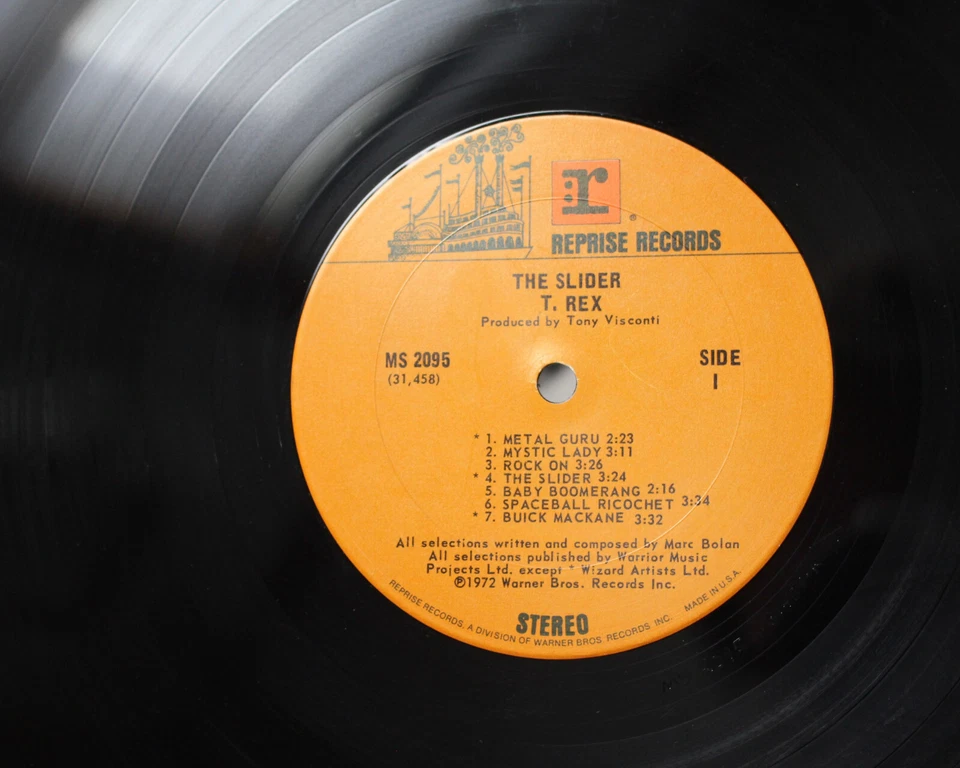 r
REPRISE RECORDS
THE SLIDER
T. REX
Produced by Tony Visconti
MS 2095
(31,458)
SIDE
1
* 1. METAL GURU 2:23
2. MYSTIC LADY 3:11
3. ROCK ON 3:26
* 4. THE SLIDER 3:24
5. BABY BOOMERANG 2:16
6. SPACEBALL RICOCHET 3:34
* 7. BUICK MACKANE 3:32
All selections written and composed by Marc Bolan
All selections published by Warrior Music
Projects Ltd. except * Wizard Artists Ltd.
℗1972 Warner Bros. Records Inc.
STEREO
REPRISE RECORDS, A DIVISION OF WARNER BROS. RECORDS, INC. MADE IN U.S.A.